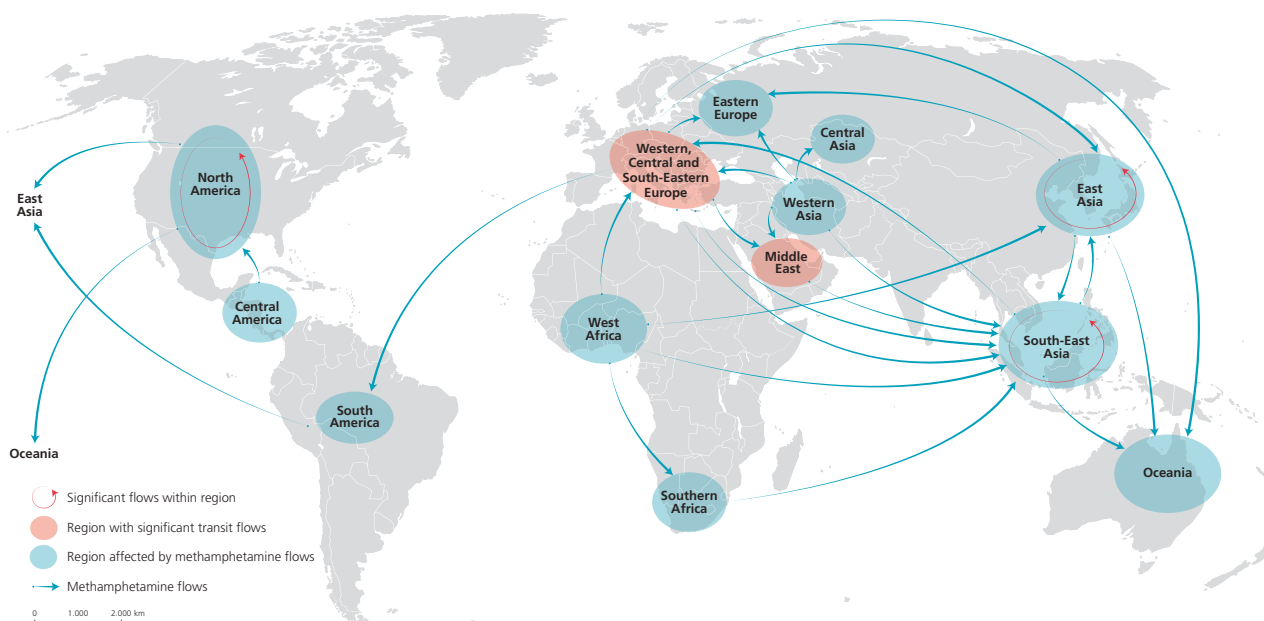 Eastern
Europe
Central
Asia
Western,
Central and
South-Eastern
Europe
North
America
East
Asia
East
Asia
Western
Asia
Middle
East
Central
America
West
Africa
South-East
Asia
South
America
Oceania
Oceania
Southern
Africa
Significant flows within region
Region with significant transit flows
Region affected by methamphetamine flows
Methamphetamine flows
0 1.000 2.000 km